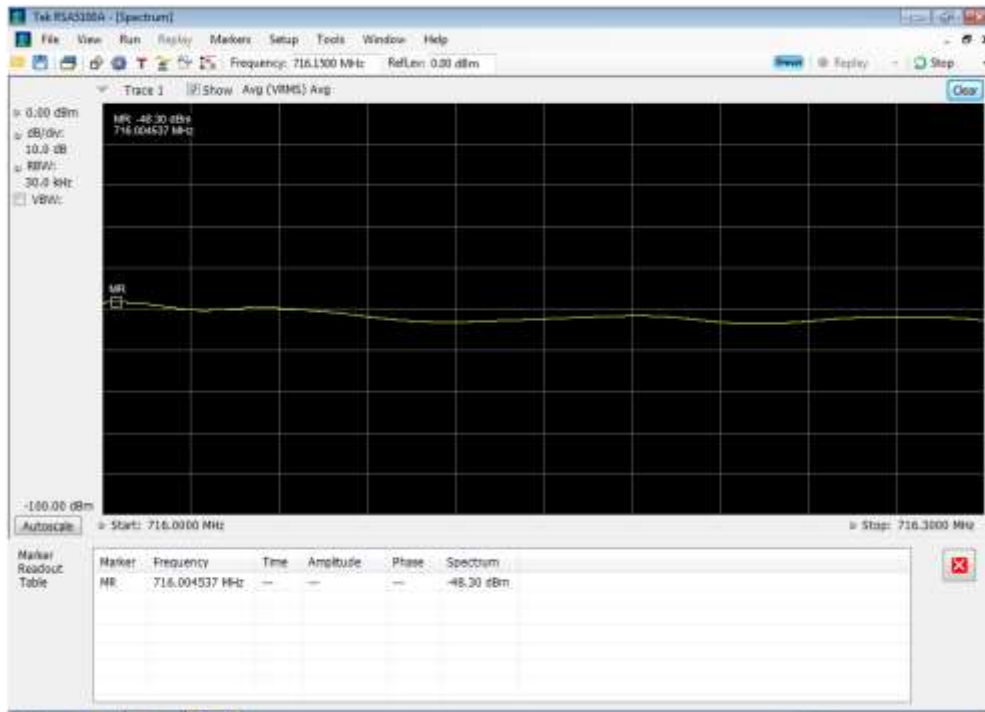 Tek RSA5100A - [Spectrum]
File View Run Replay Markers Setup Tools Window Help
Frequency: 716.1500 MHz RefLev: 0.00 dBm Preset Replay Stop
Trace 1 Show Avg (VRMS) Avg Clear
0.00 dBm
dB/div:
10.0 dB
RBW:
30.0 kHz
VBW:
MR: -48.30 dBm
716.004537 MHz
MR
-100.00 dBm
Autoscale Start: 716.0000 MHz Stop: 716.3000 MHz
Marker
Readout
Table
Marker Frequency Time Amplitude Phase Spectrum
MR 716.004537 MHz --- --- --- -48.30 dBm